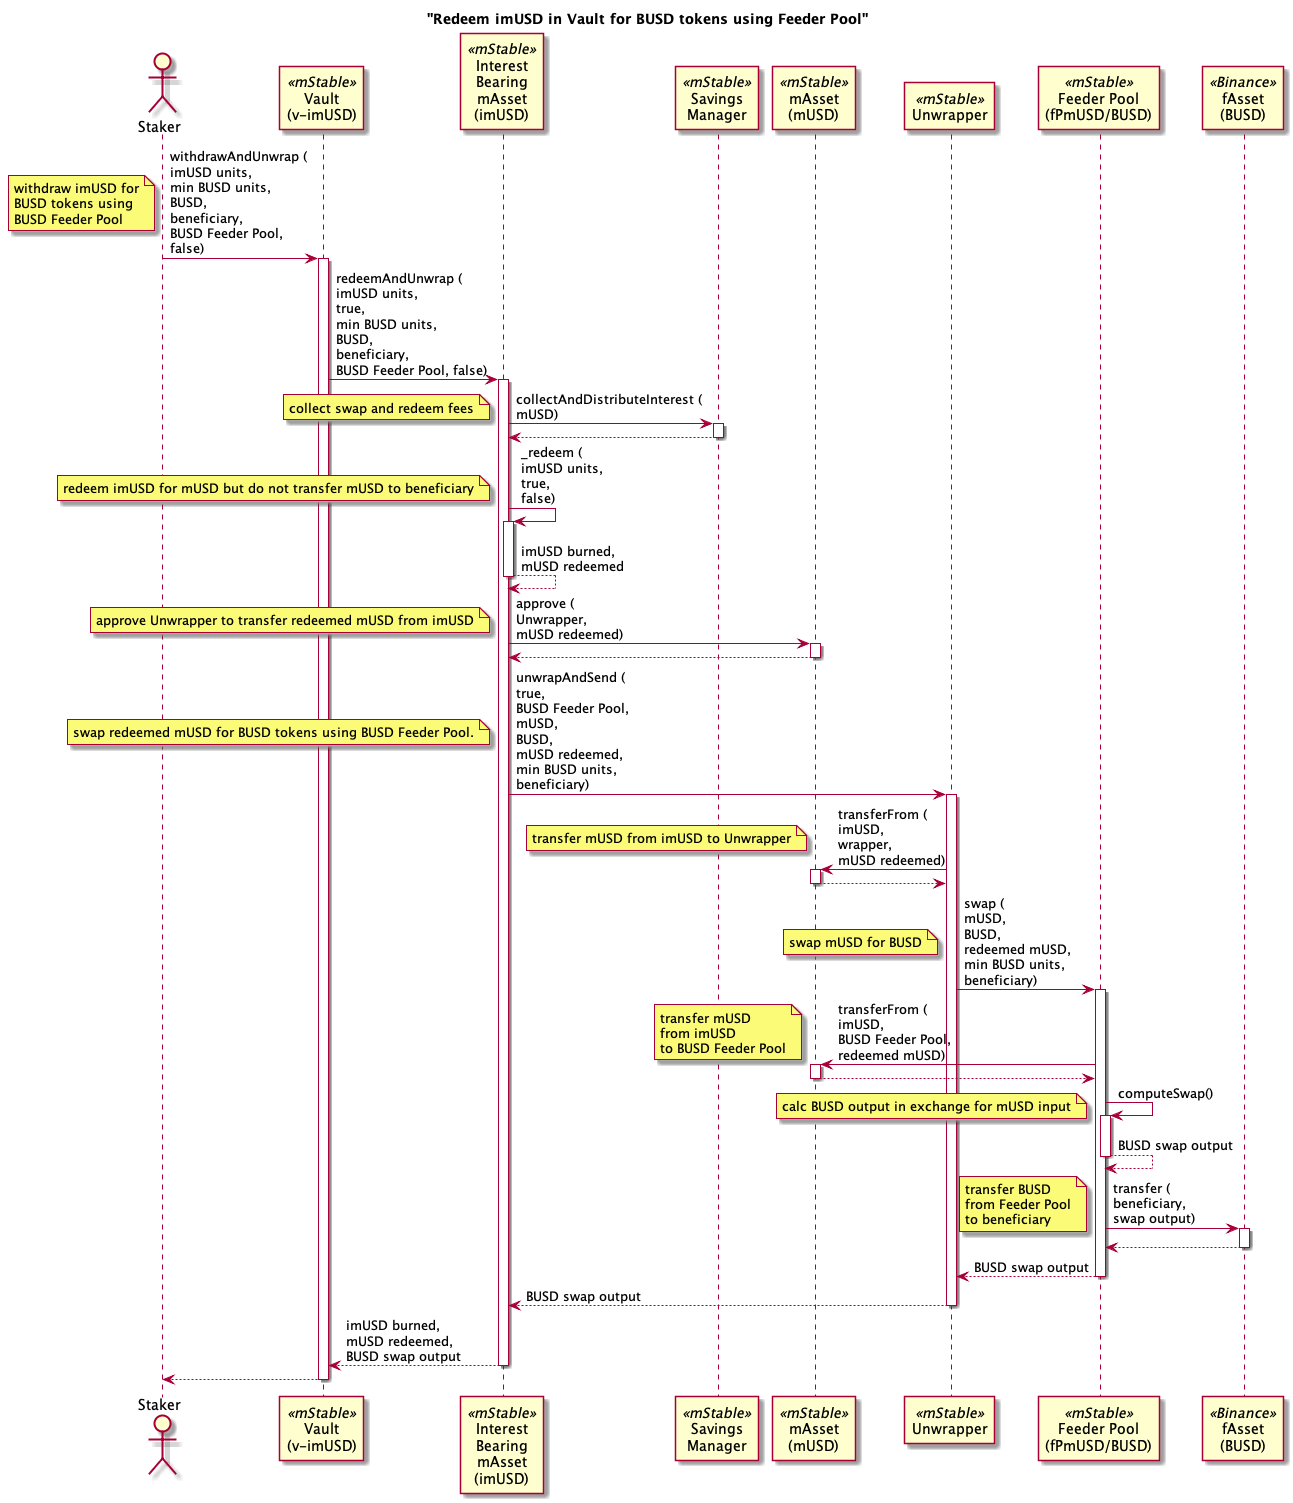 "Redeem imUSD in Vault for BUSD tokens using Feeder Pool"
Staker
«mStable»
Vault
(v-imUSD)
«mStable»
Interest
Bearing
mAsset
(imUSD)
«mStable»
Savings
Manager
«mStable»
mAsset
(mUSD)
«mStable»
Unwrapper
«mStable»
Feeder Pool
(fPmUSD/BUSD)
«Binance»
fAsset
(BUSD)
withdraw imUSD for
BUSD tokens using
BUSD Feeder Pool
withdrawAndUnwrap (
imUSD units,
min BUSD units,
BUSD,
beneficiary,
BUSD Feeder Pool,
false)
redeemAndUnwrap (
imUSD units,
true,
min BUSD units,
BUSD,
beneficiary,
BUSD Feeder Pool, false)
collect swap and redeem fees
collectAndDistributeInterest (
mUSD)
redeem imUSD for mUSD but do not transfer mUSD to beneficiary
_redeem (
imUSD units,
true,
false)
imUSD burned,
mUSD redeemed
approve Unwrapper to transfer redeemed mUSD from imUSD
approve (
Unwrapper,
mUSD redeemed)
swap redeemed mUSD for BUSD tokens using BUSD Feeder Pool.
unwrapAndSend (
true,
BUSD Feeder Pool,
mUSD,
BUSD,
mUSD redeemed,
min BUSD units,
beneficiary)
transfer mUSD from imUSD to Unwrapper
transferFrom (
imUSD,
wrapper,
mUSD redeemed)
swap mUSD for BUSD
swap (
mUSD,
BUSD,
redeemed mUSD,
min BUSD units,
beneficiary)
transfer mUSD
from imUSD
to BUSD Feeder Pool
transferFrom (
imUSD,
BUSD Feeder Pool,
redeemed mUSD)
calc BUSD output in exchange for mUSD input
computeSwap()
BUSD swap output
transfer BUSD
from Feeder Pool
to beneficiary
transfer (
beneficiary,
swap output)
BUSD swap output
BUSD swap output
imUSD burned,
mUSD redeemed,
BUSD swap output
Staker
«mStable»
Vault
(v-imUSD)
«mStable»
Interest
Bearing
mAsset
(imUSD)
«mStable»
Savings
Manager
«mStable»
mAsset
(mUSD)
«mStable»
Unwrapper
«mStable»
Feeder Pool
(fPmUSD/BUSD)
«Binance»
fAsset
(BUSD)